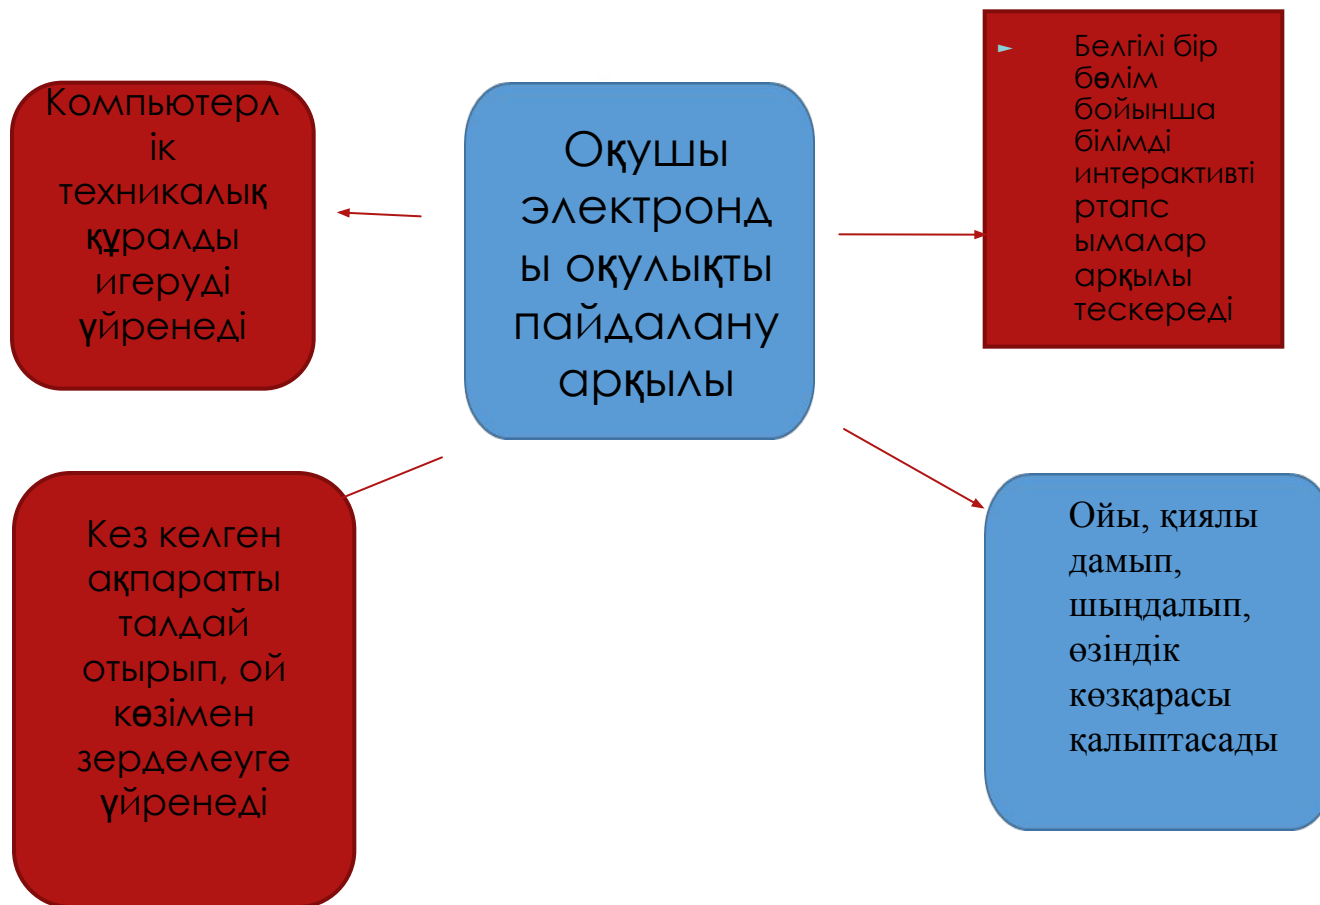 Компьютерл
ік
техникалық
құралды
игеруді
үйренеді
Оқушы
электронд
ы оқулықты
пайдалану
арқылы
► Белгілі бір
бөлім
бойынша
білімді
интерактивті
ртапс
ымалар
арқылы
тескереді
Кез келген
ақпаратты
талдай
отырып, ой
көзімен
зерделеуге
үйренеді
Ойы, қиялы
дамып,
шыңдалып,
өзіндік
көзқарасы
қалыптасады